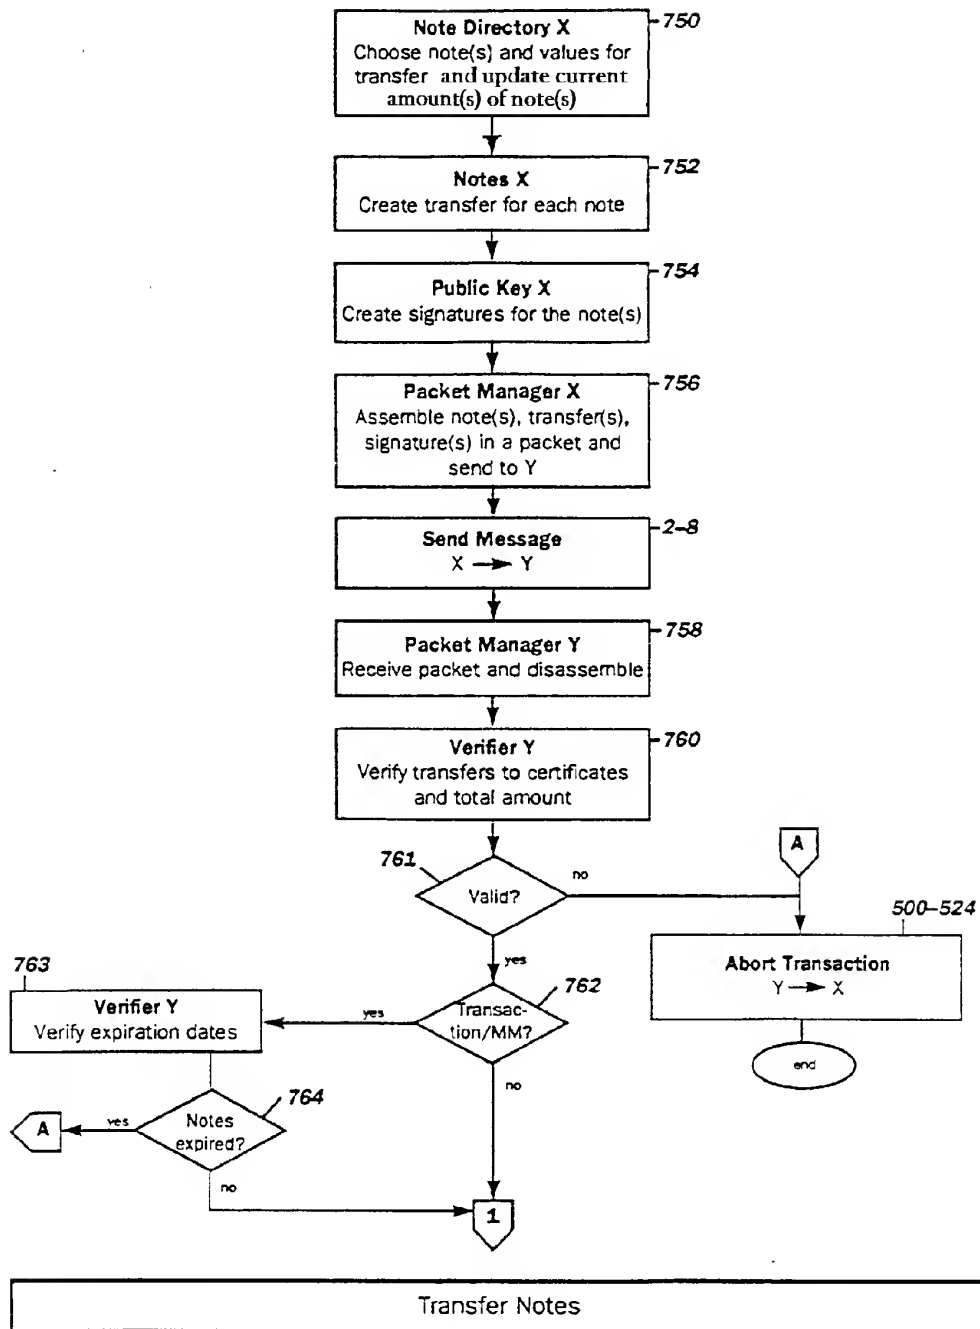 750
Note Directory X
Choose note(s) and values for
transfer and update current
amount(s) of note(s)
752
Notes X
Create transfer for each note
754
Public Key X
Create signatures for the note(s)
756
Packet Manager X
Assemble note(s), transfer(s),
signature(s) in a packet and
send to Y
2-8
Send Message
X → Y
758
Packet Manager Y
Receive packet and disassemble
760
Verifier Y
Verify transfers to certificates
and total amount
761
Valid?
no
A
500-524
Abort Transaction
Y → X
end
yes
762
Transac-
tion/MM?
yes
763
Verifier Y
Verify expiration dates
no
764
Notes
expired?
yes
A
no
1
Transfer Notes